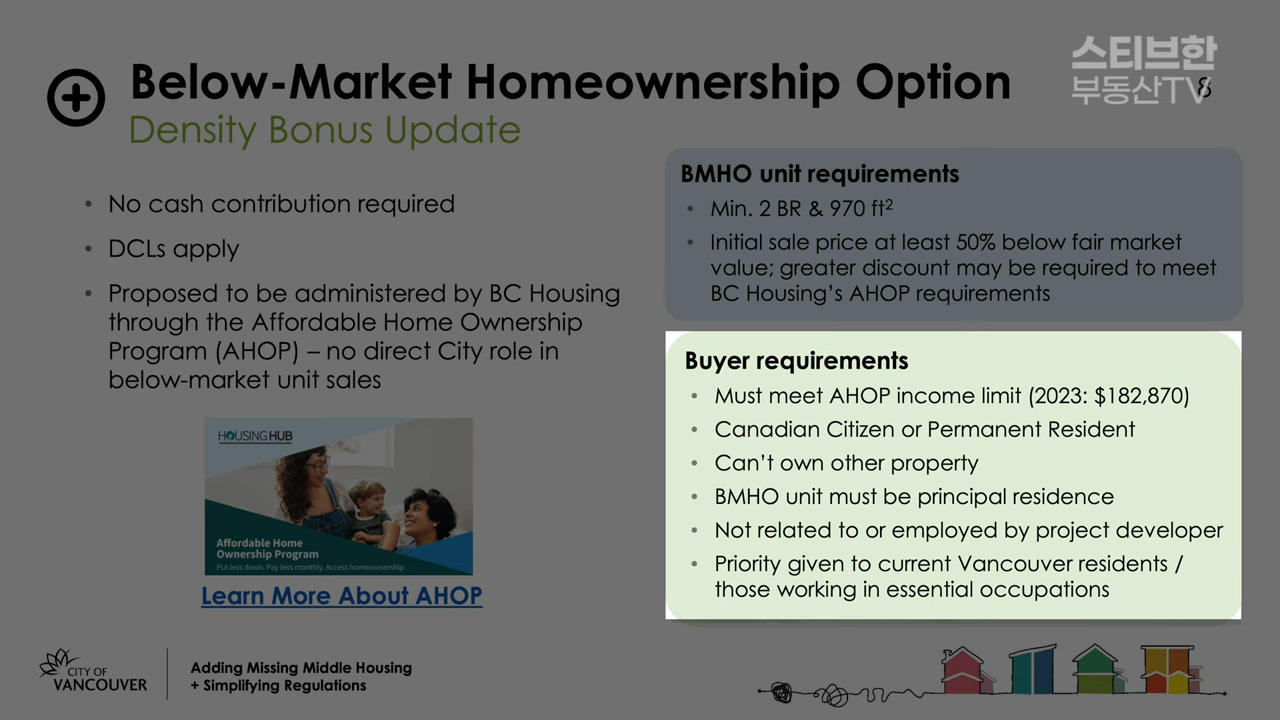 Below-Market Homeownership Option
Density Bonus Update
스티브한
부동산TV
8
• No cash contribution required
• DCLs apply
• Proposed to be administered by BC Housing
through the Affordable Home Ownership
Program (AHOP) – no direct City role in
below-market unit sales
HOUSING HUB
Affordable Home
Ownership Program
Put less down. Pay less monthly. Access homeownership.
Learn More About AHOP
BMHO unit requirements
• Min. 2 BR & 970 ft²
• Initial sale price at least 50% below fair market
value; greater discount may be required to meet
BC Housing’s AHOP requirements
Buyer requirements
• Must meet AHOP income limit (2023: $182,870)
• Canadian Citizen or Permanent Resident
• Can’t own other property
• BMHO unit must be principal residence
• Not related to or employed by project developer
• Priority given to current Vancouver residents /
those working in essential occupations
CITY OF
VANCOUVER
Adding Missing Middle Housing
+ Simplifying Regulations